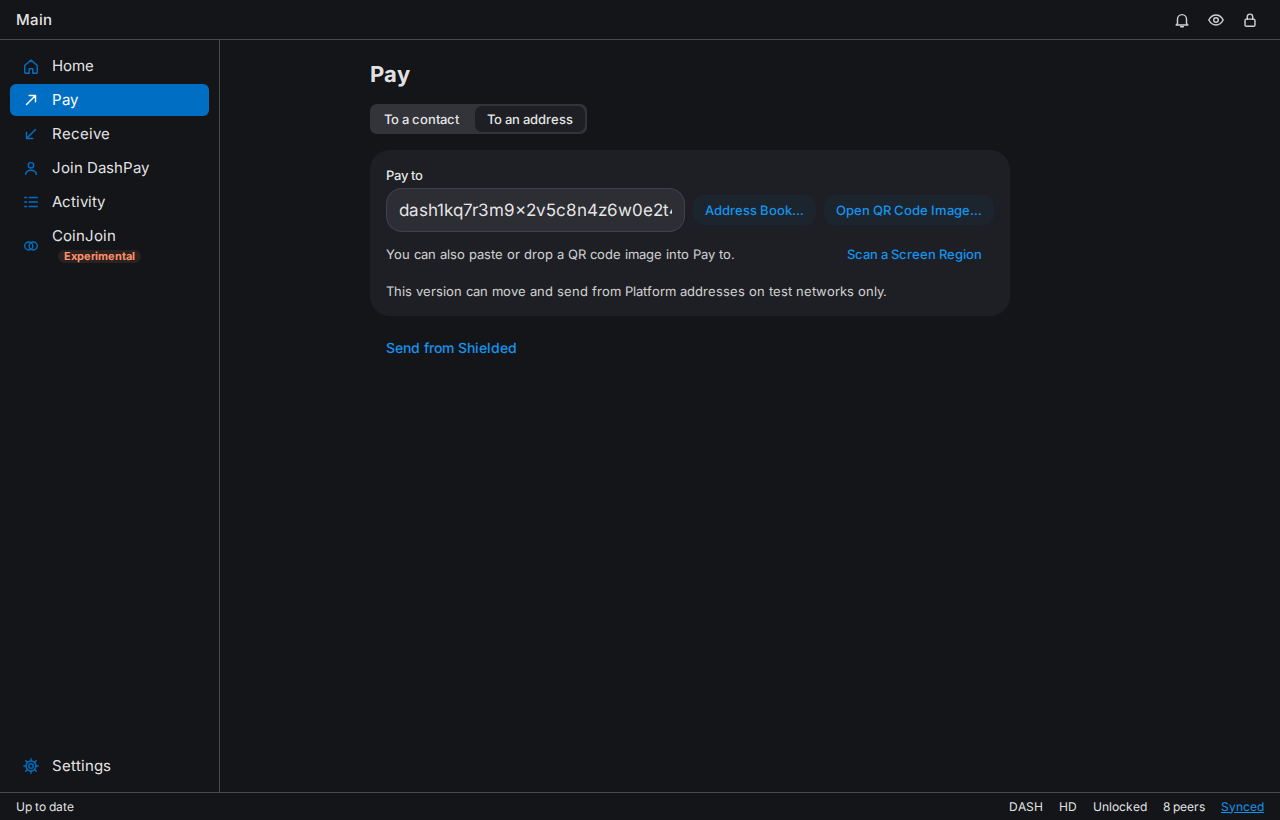 Main
Home
Pay
Receive
Join DashPay
Activity
CoinJoin
Experimental
Settings
Pay
To a contact
To an address
Pay to
dash1kq7r3m9x2v5c8n4z6w0e2t
Address Book...
Open QR Code Image...
You can also paste or drop a QR code image into Pay to.
Scan a Screen Region
This version can move and send from Platform addresses on test networks only.
Send from Shielded
Up to date
DASH
HD
Unlocked
8 peers
Synced